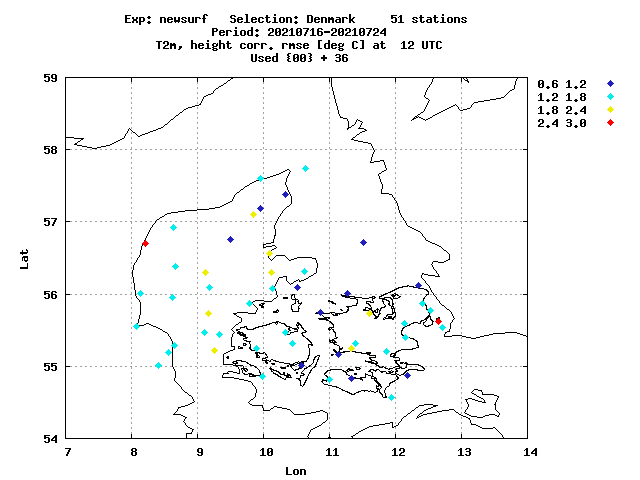 Exp: newsurf   Selection: Denmark     51 stations
Period: 20210716-20210724
T2m, height corr. rmse [deg C] at  12 UTC
Used {00} + 36
0.6 1.2
1.2 1.8
1.8 2.4
2.4 3.0
59
58
57
56
55
54
Lat
7 8 9 10 11 12 13 14
Lon